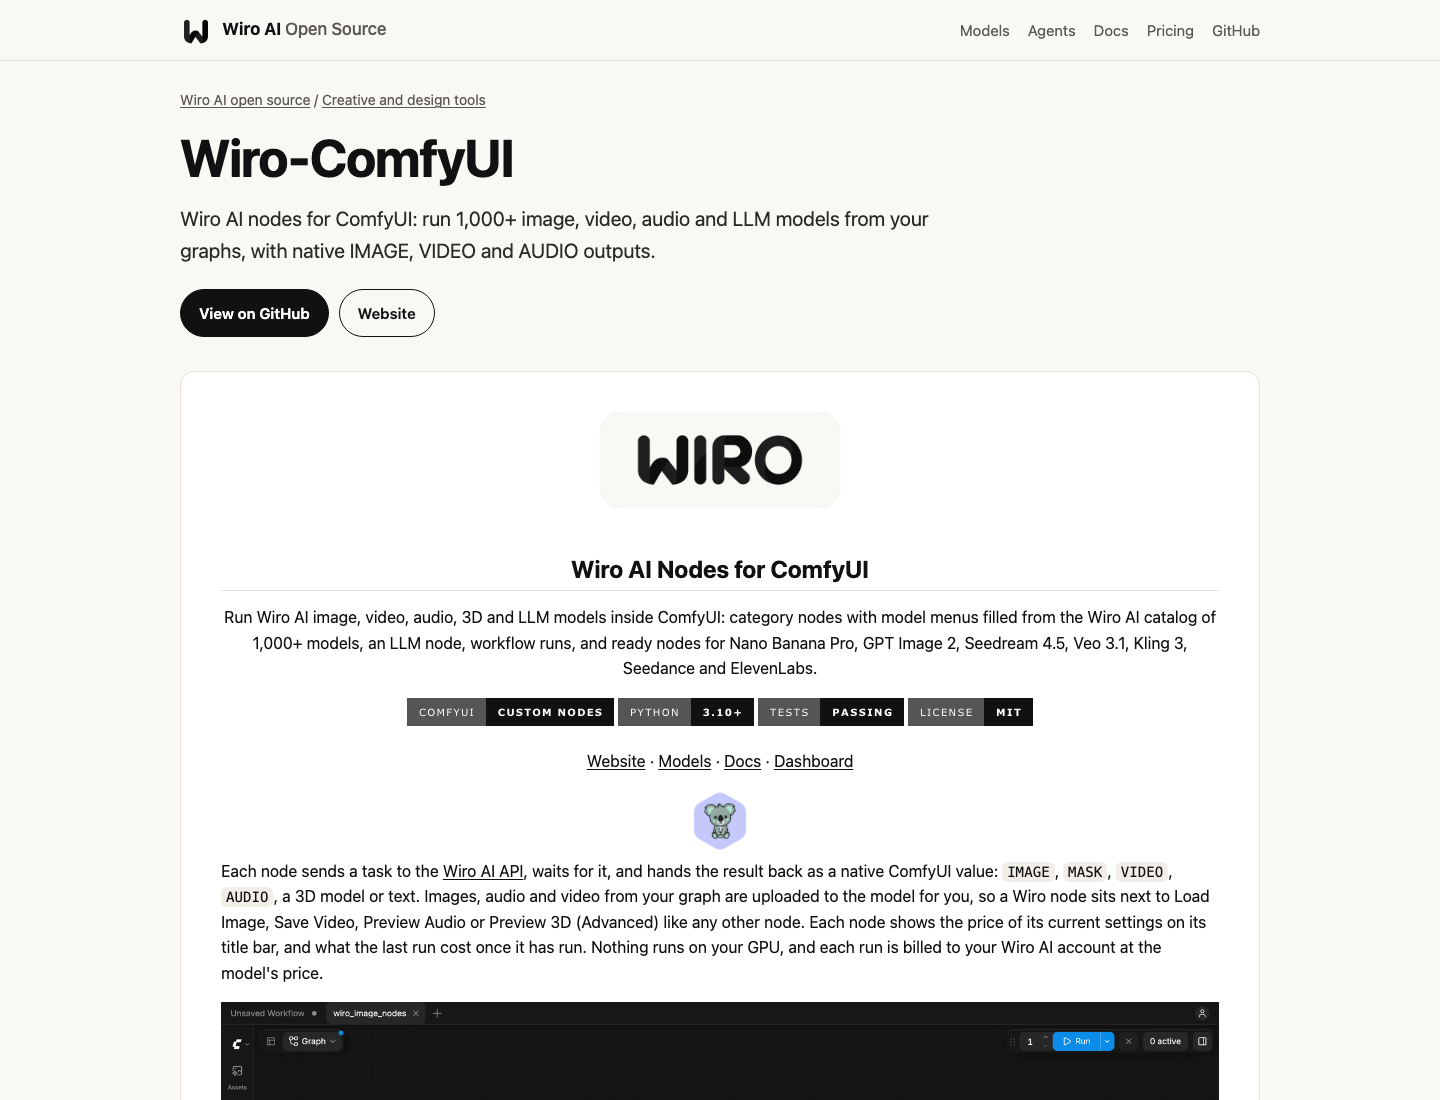 Wiro AI Open Source
Models Agents Docs Pricing GitHub
Wiro AI open source / Creative and design tools
Wiro-ComfyUI
Wiro AI nodes for ComfyUI: run 1,000+ image, video, audio and LLM models from your
graphs, with native IMAGE, VIDEO and AUDIO outputs.
View on GitHub Website
WIRO
Wiro AI Nodes for ComfyUI
Run Wiro AI image, video, audio, 3D and LLM models inside ComfyUI: category nodes with model menus filled from the Wiro AI catalog of
1,000+ models, an LLM node, workflow runs, and ready nodes for Nano Banana Pro, GPT Image 2, Seedream 4.5, Veo 3.1, Kling 3,
Seedance and ElevenLabs.
COMFYUI CUSTOM NODES PYTHON 3.10+ TESTS PASSING LICENSE MIT
Website · Models · Docs · Dashboard
Each node sends a task to the Wiro AI API, waits for it, and hands the result back as a native ComfyUI value: IMAGE, MASK, VIDEO,
AUDIO, a 3D model or text. Images, audio and video from your graph are uploaded to the model for you, so a Wiro node sits next to Load
Image, Save Video, Preview Audio or Preview 3D (Advanced) like any other node. Each node shows the price of its current settings on its
title bar, and what the last run cost once it has run. Nothing runs on your GPU, and each run is billed to your Wiro AI account at the
model's price.
Unsaved Workflow wiro_image_nodes
Graph 1 Run 0 active
Assets